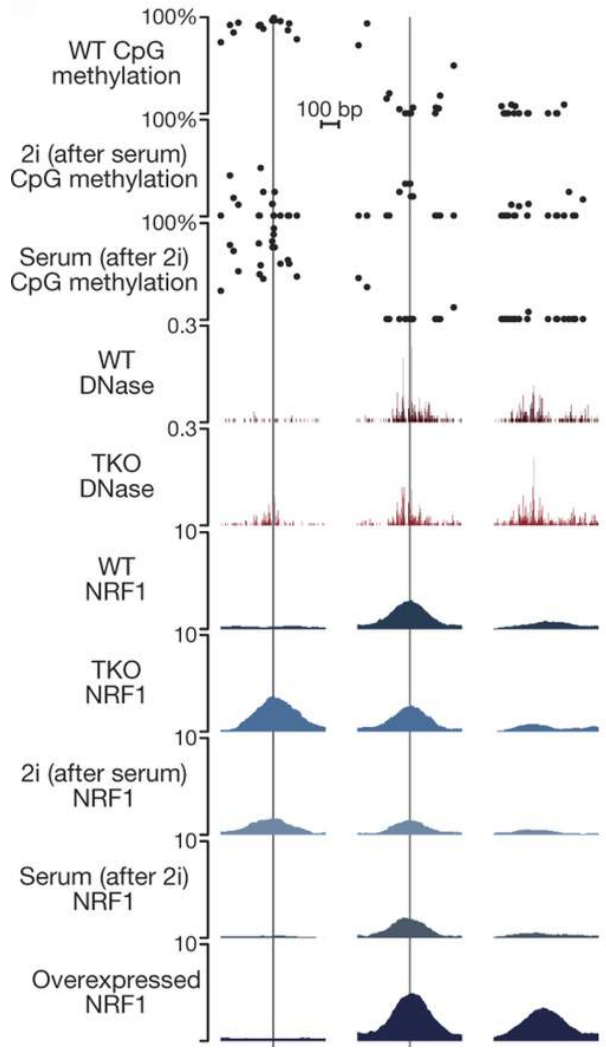 100%
WT CpG
methylation
100 bp
100%
2i (after serum)
CpG methylation
100%
Serum (after 2i)
CpG methylation
0.3
WT
DNase
0.3
TKO
DNase
10
WT
NRF1
10
TKO
NRF1
10
2i (after serum)
NRF1
10
Serum (after 2i)
NRF1
10
Overexpressed
NRF1